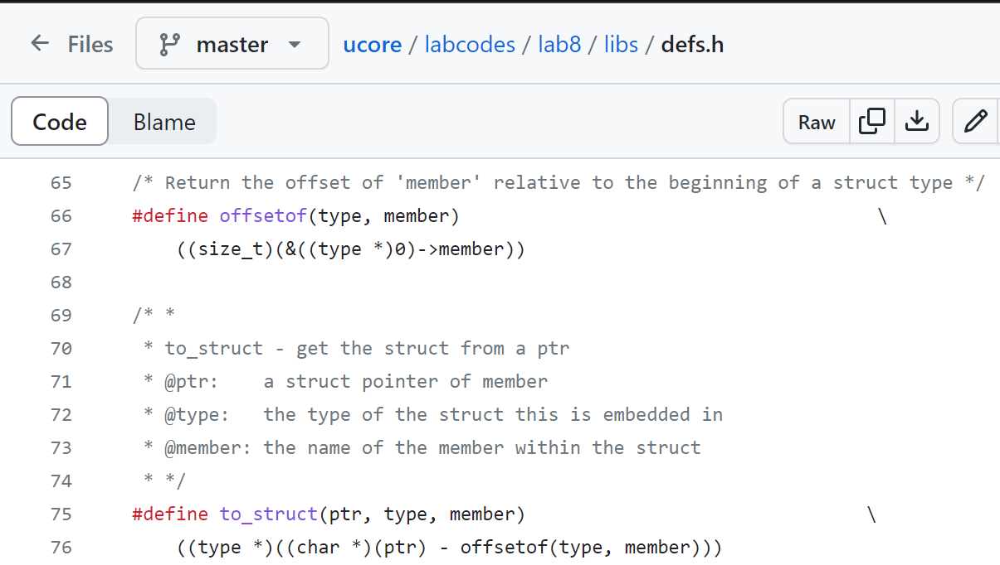 Files master ucore / labcodes / lab8 / libs / defs.h
Code Blame Raw
65 /* Return the offset of 'member' relative to the beginning of a struct type */
66 #define offsetof(type, member) \
67 ((size_t)(&((type *)0)->member))
68
69 /* *
70 * to_struct - get the struct from a ptr
71 * @ptr: a struct pointer of member
72 * @type: the type of the struct this is embedded in
73 * @member: the name of the member within the struct
74 * */
75 #define to_struct(ptr, type, member) \
76 ((type *)((char *)(ptr) - offsetof(type, member)))